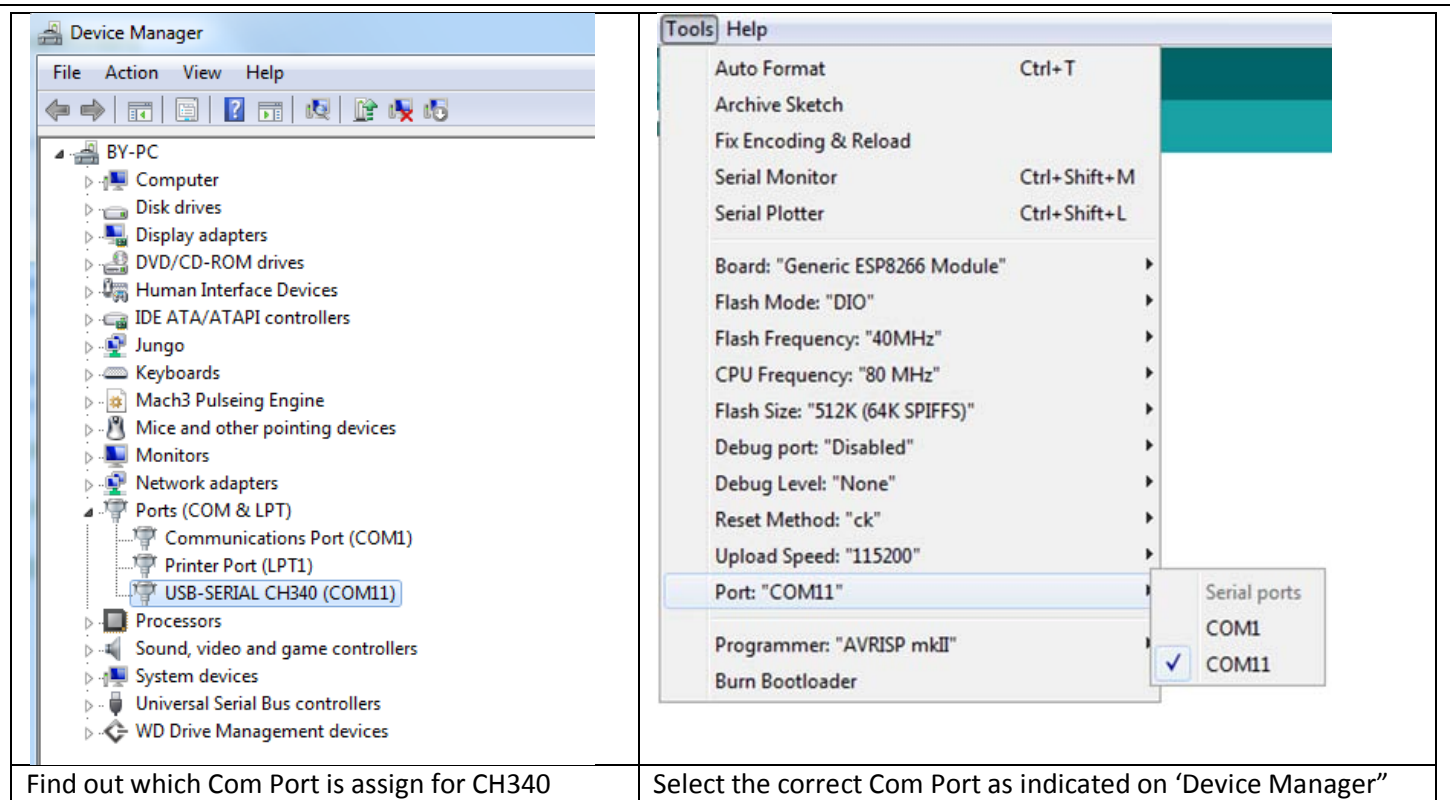 Device Manager
File Action View Help
BY-PC
Computer
Disk drives
Display adapters
DVD/CD-ROM drives
Human Interface Devices
IDE ATA/ATAPI controllers
Jungo
Keyboards
Mach3 Pulseing Engine
Mice and other pointing devices
Monitors
Network adapters
Ports (COM & LPT)
Communications Port (COM1)
Printer Port (LPT1)
USB-SERIAL CH340 (COM11)
Processors
Sound, video and game controllers
System devices
Universal Serial Bus controllers
WD Drive Management devices
Find out which Com Port is assign for CH340
Tools Help
Auto Format Ctrl+T
Archive Sketch
Fix Encoding & Reload
Serial Monitor Ctrl+Shift+M
Serial Plotter Ctrl+Shift+L
Board: "Generic ESP8266 Module"
Flash Mode: "DIO"
Flash Frequency: "40MHz"
CPU Frequency: "80 MHz"
Flash Size: "512K (64K SPIFFS)"
Debug port: "Disabled"
Debug Level: "None"
Reset Method: "ck"
Upload Speed: "115200"
Port: "COM11"
Serial ports
COM1
COM11
Programmer: "AVRISP mkII"
Burn Bootloader
Select the correct Com Port as indicated on ‘Device Manager”